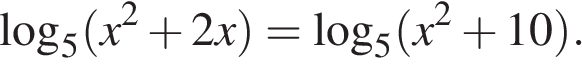 log₅(x² + 2x) = log₅(x² + 10).